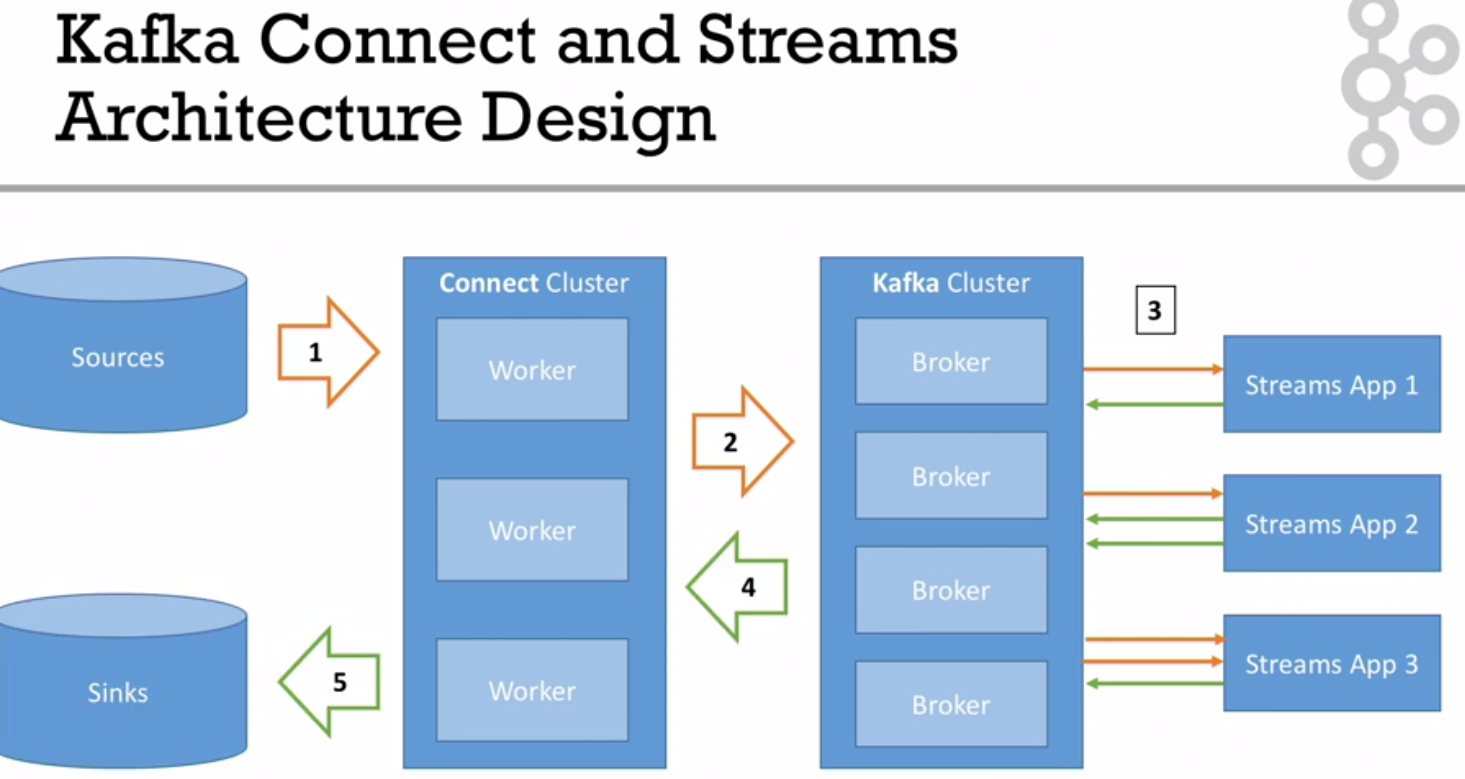 Kafka Connect and Streams
Architecture Design
Sources
1
Connect Cluster
Worker
Worker
Worker
2
4
5
Sinks
Kafka Cluster
Broker
Broker
Broker
Broker
3
Streams App 1
Streams App 2
Streams App 3